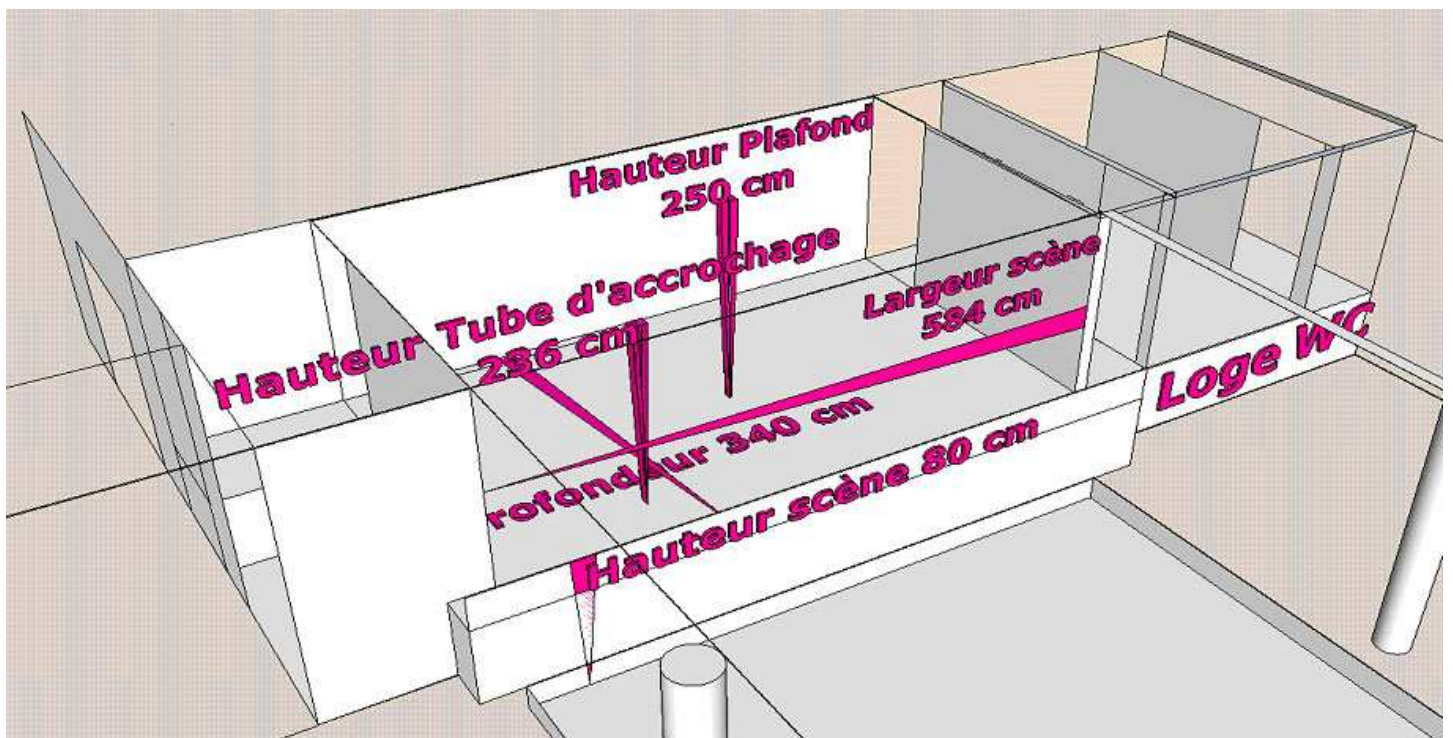 Hauteur Plafond
250 cm
Hauteur Tube d'accrochage
236 cm
Largeur scène
584 cm
rofondeur 340 cm
Hauteur scène 80 cm
Loge WC